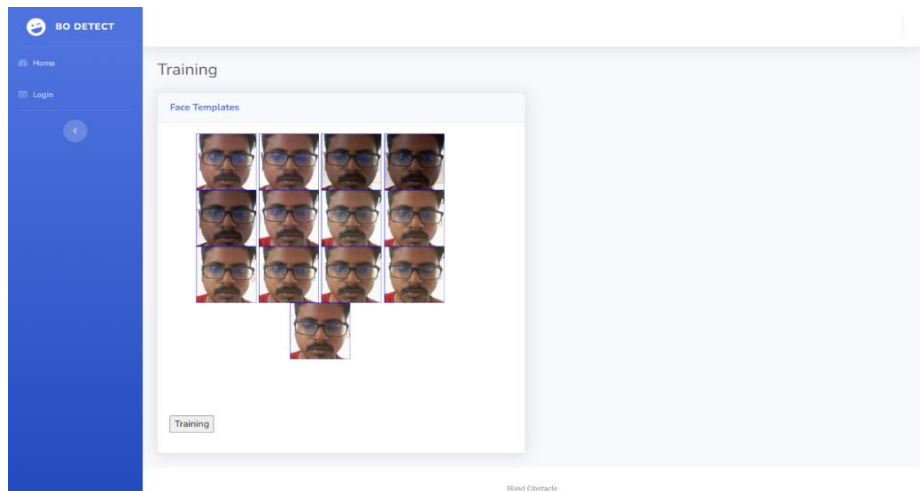 BO DETECT
Home
Login
Training
Face Templates
Training
Blind Obstacle